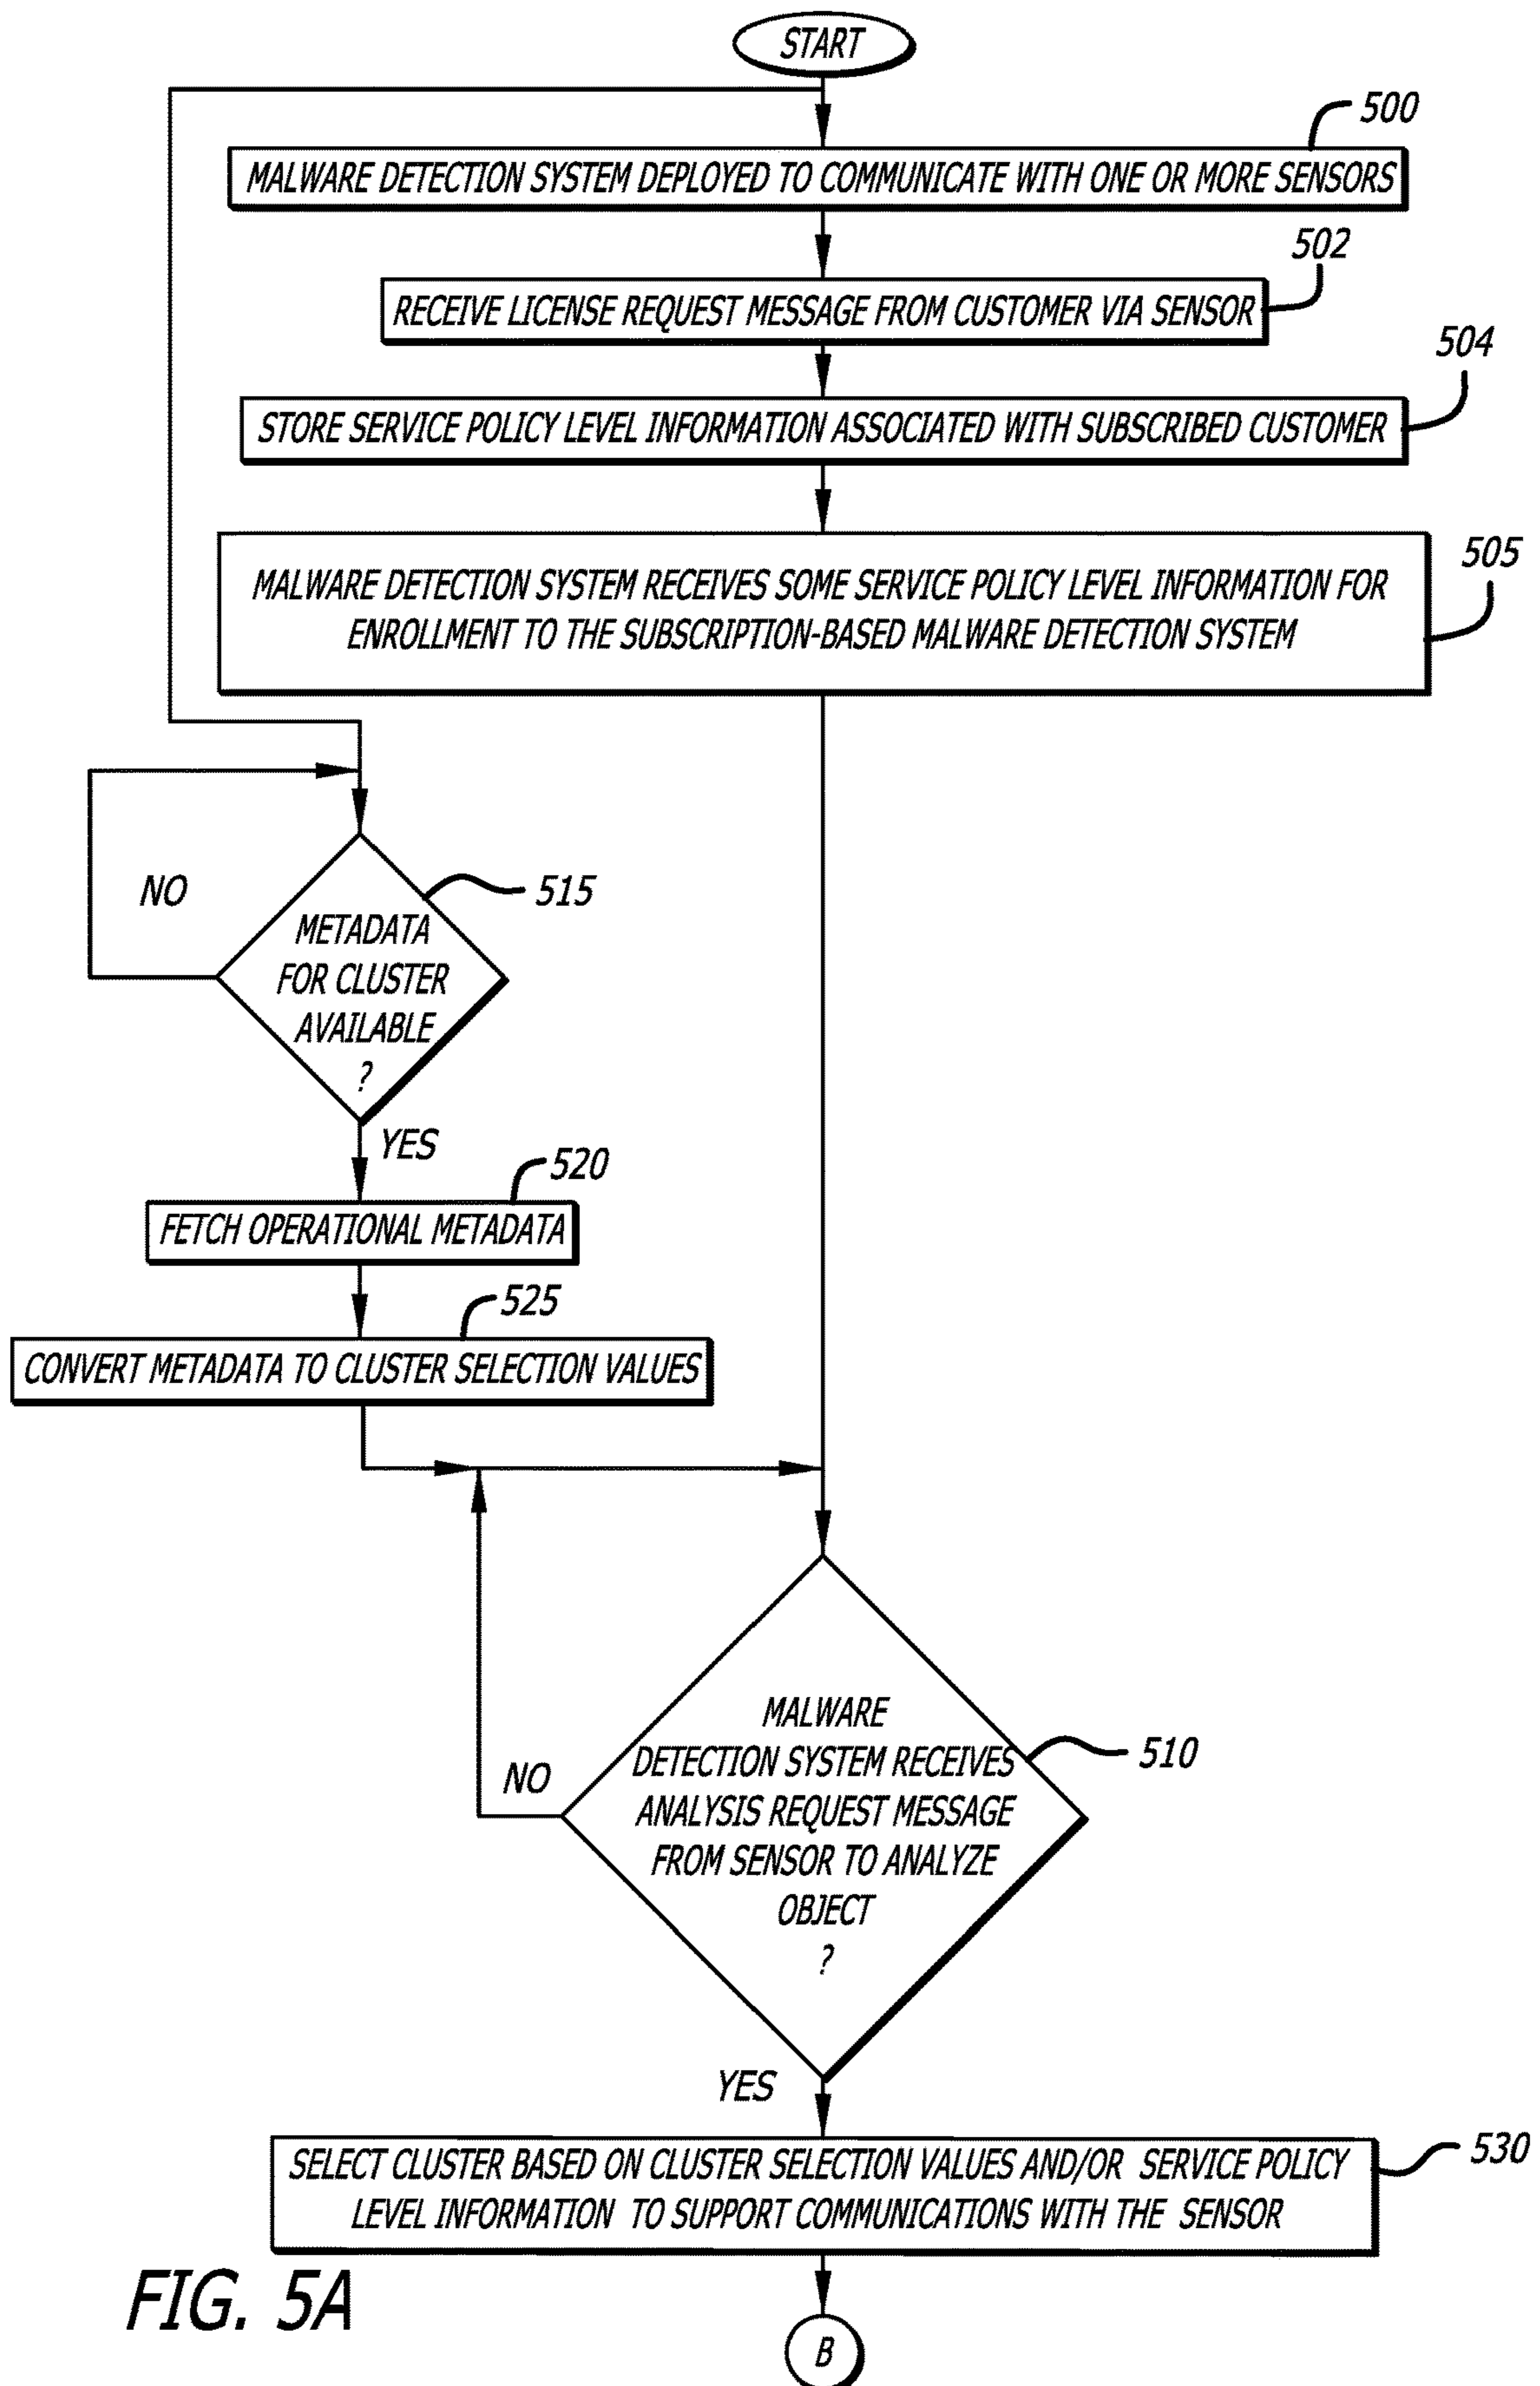 START
500
MALWARE DETECTION SYSTEM DEPLOYED TO COMMUNICATE WITH ONE OR MORE SENSORS
502
RECEIVE LICENSE REQUEST MESSAGE FROM CUSTOMER VIA SENSOR
504
STORE SERVICE POLICY LEVEL INFORMATION ASSOCIATED WITH SUBSCRIBED CUSTOMER
505
MALWARE DETECTION SYSTEM RECEIVES SOME SERVICE POLICY LEVEL INFORMATION FOR
ENROLLMENT TO THE SUBSCRIPTION-BASED MALWARE DETECTION SYSTEM
NO
515
METADATA
FOR CLUSTER
AVAILABLE
?
YES
520
FETCH OPERATIONAL METADATA
525
CONVERT METADATA TO CLUSTER SELECTION VALUES
NO
510
MALWARE
DETECTION SYSTEM RECEIVES
ANALYSIS REQUEST MESSAGE
FROM SENSOR TO ANALYZE
OBJECT
?
YES
530
SELECT CLUSTER BASED ON CLUSTER SELECTION VALUES AND/OR SERVICE POLICY
LEVEL INFORMATION TO SUPPORT COMMUNICATIONS WITH THE SENSOR
FIG. 5A
B